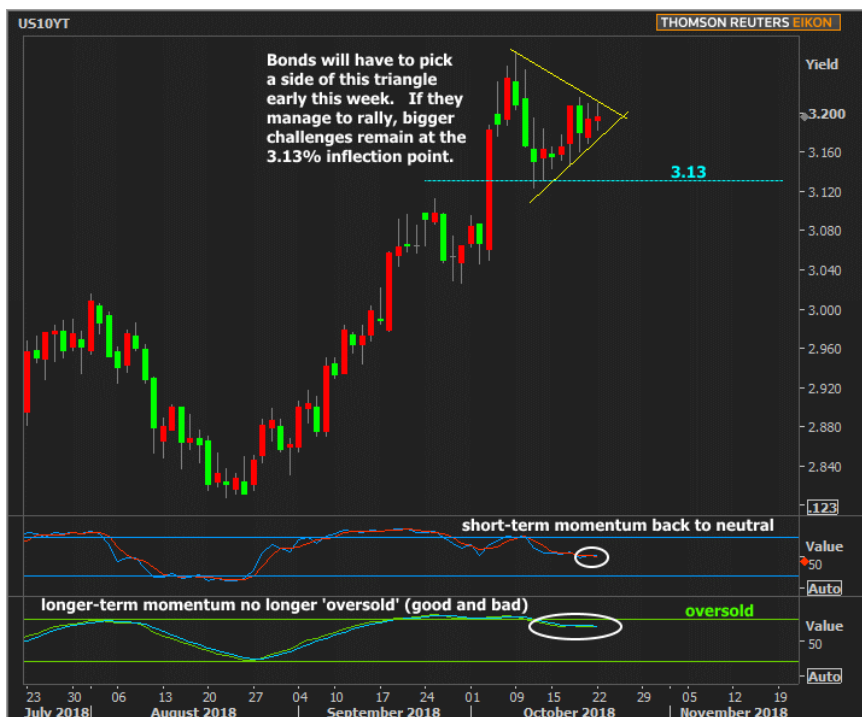 US10YT
THOMSON REUTERS EIKON
Bonds will have to pick
a side of this triangle
early this week. If they
manage to rally, bigger
challenges remain at the
3.13% inflection point.
Yield
3.200
3.160
3.13
3.120
3.080
3.040
3.000
2.960
2.920
2.880
2.840
.123
short-term momentum back to neutral
Value
50
Auto
longer-term momentum no longer 'oversold' (good and bad)
oversold
Value
50
Auto
23 30 06 13 20 27 04 10 17 24 01 09 15 22 29 05 12 19
July 2018 August 2018 September 2018 October 2018 November 2018